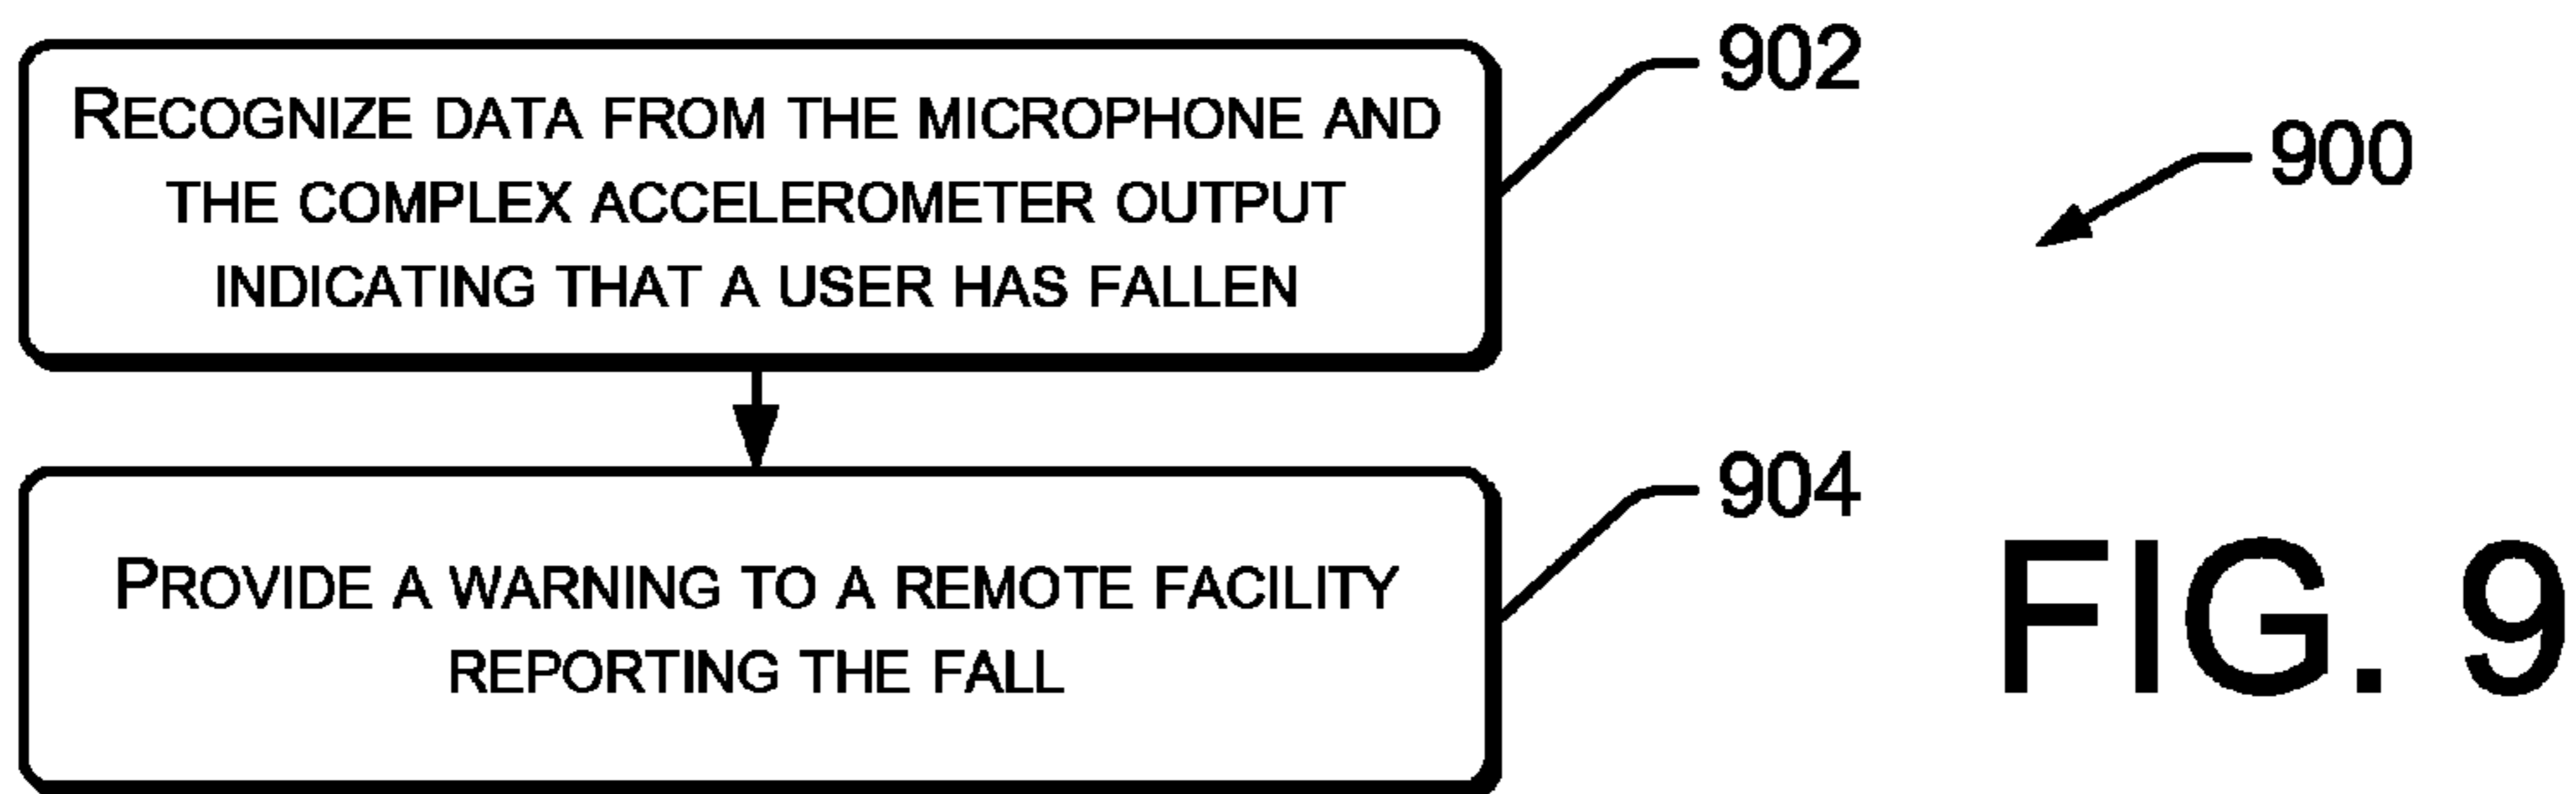 RECOGNIZE DATA FROM THE MICROPHONE AND
THE COMPLEX ACCELEROMETER OUTPUT
INDICATING THAT A USER HAS FALLEN
902
900
PROVIDE A WARNING TO A REMOTE FACILITY
REPORTING THE FALL
904
FIG. 9